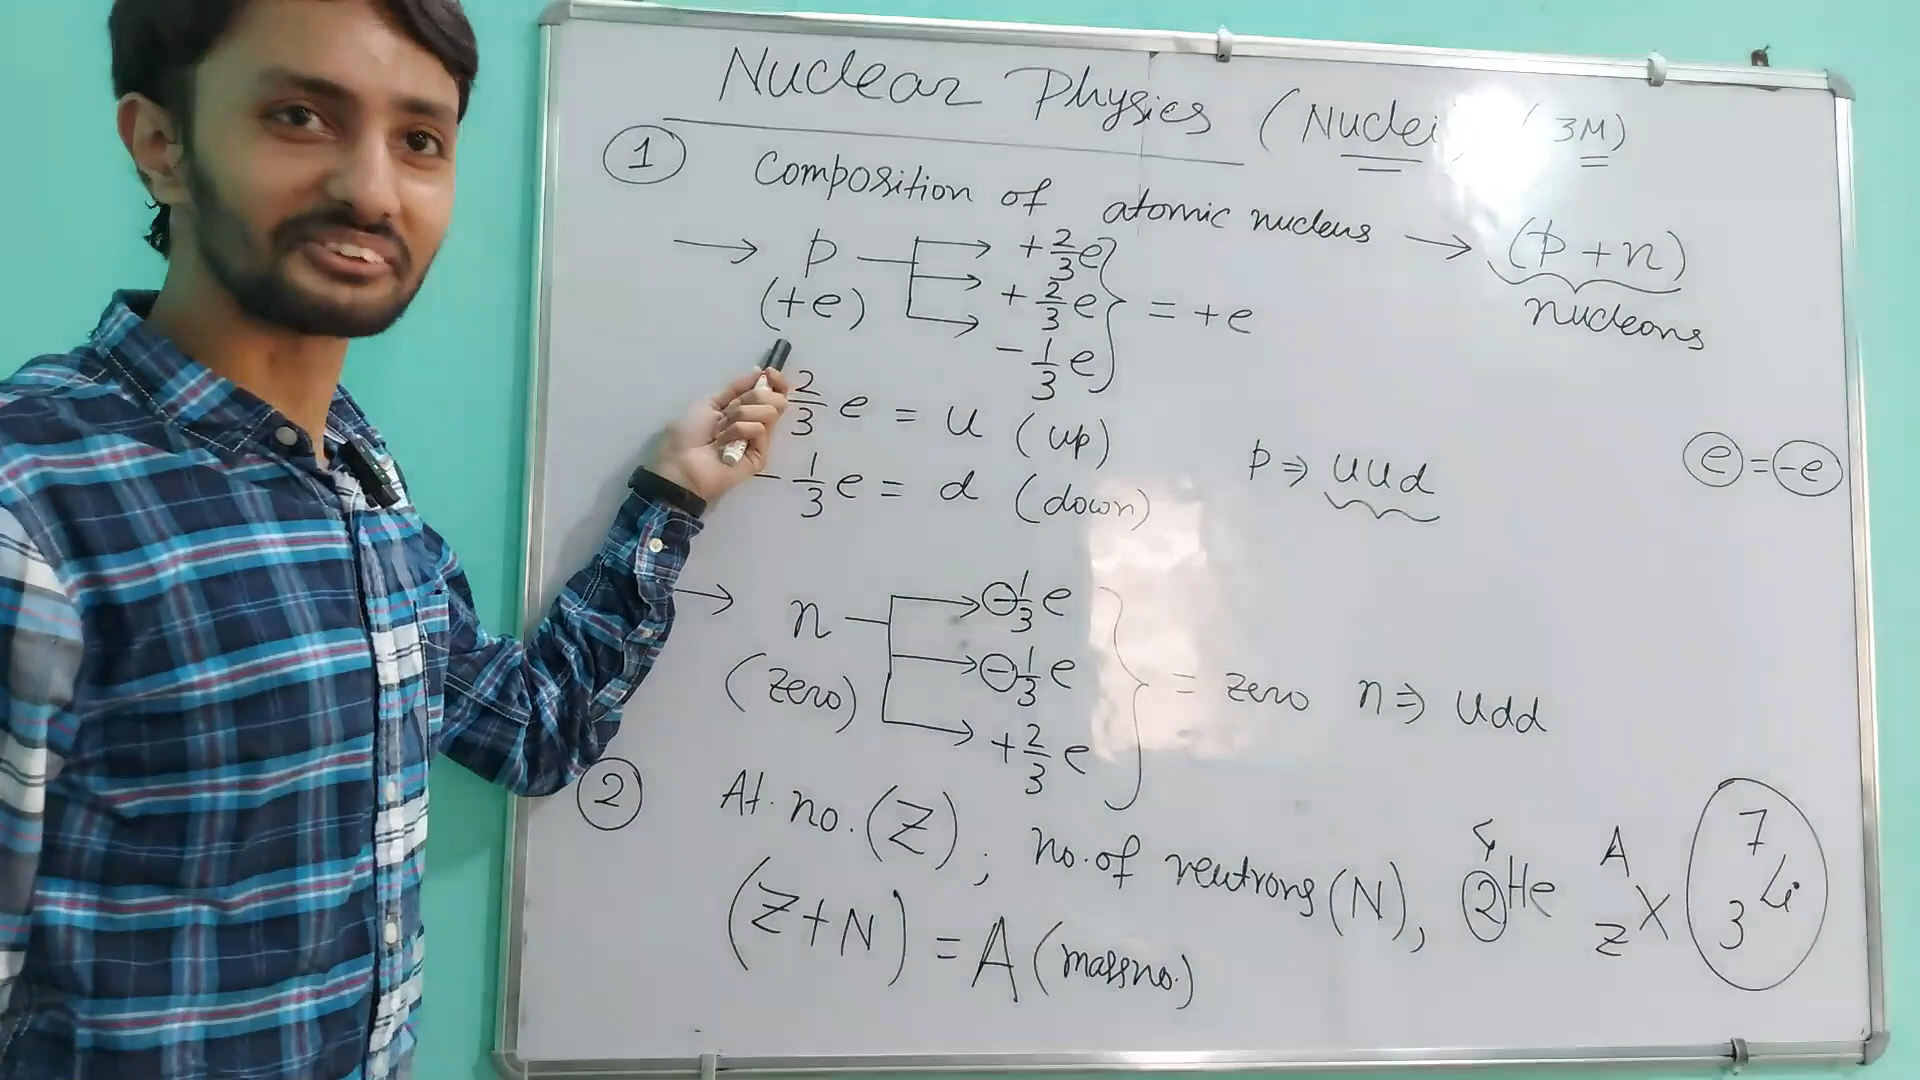 Nuclear Physics (Nuclei, 3M)
① Composition of atomic nucleus → (p + n)
nucleons
→ p → +2/3 e
(+e) → +2/3 e = +e
→ -1/3 e
2/3 e = u (up)
- 1/3 e = d (down)
p ⇒ uud
e = -e
→ n → -1/3 e
→ -1/3 e
(zero) = zero n ⇒ udd
→ +2/3 e
② At. no. (Z), no. of neutrons (N), 4 2 He A Z X 7 3 Li
(Z+N) = A (mass no.)